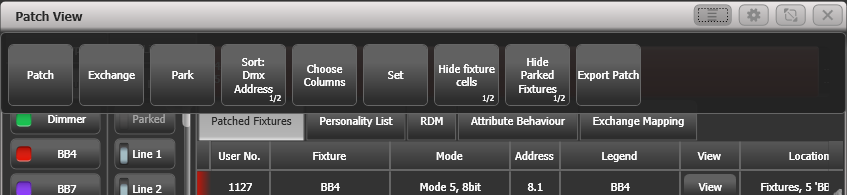 Patch View
Patch
Exchange
Park
Sort:
Dmx
Address
1/2
Choose
Columns
Set
Hide fixture
cells
1/2
Hide
Parked
Fixtures
1/2
Export Patch
Dimmer Parked Patched Fixtures Personality List RDM Attribute Behaviour Exchange Mapping
BB4 Line 1 User No. Fixture Mode Address Legend View Location
BB7 Line 2 1127 BB4 Mode 5, 8bit 8.1 BB4 View Fixtures, 5 'BB